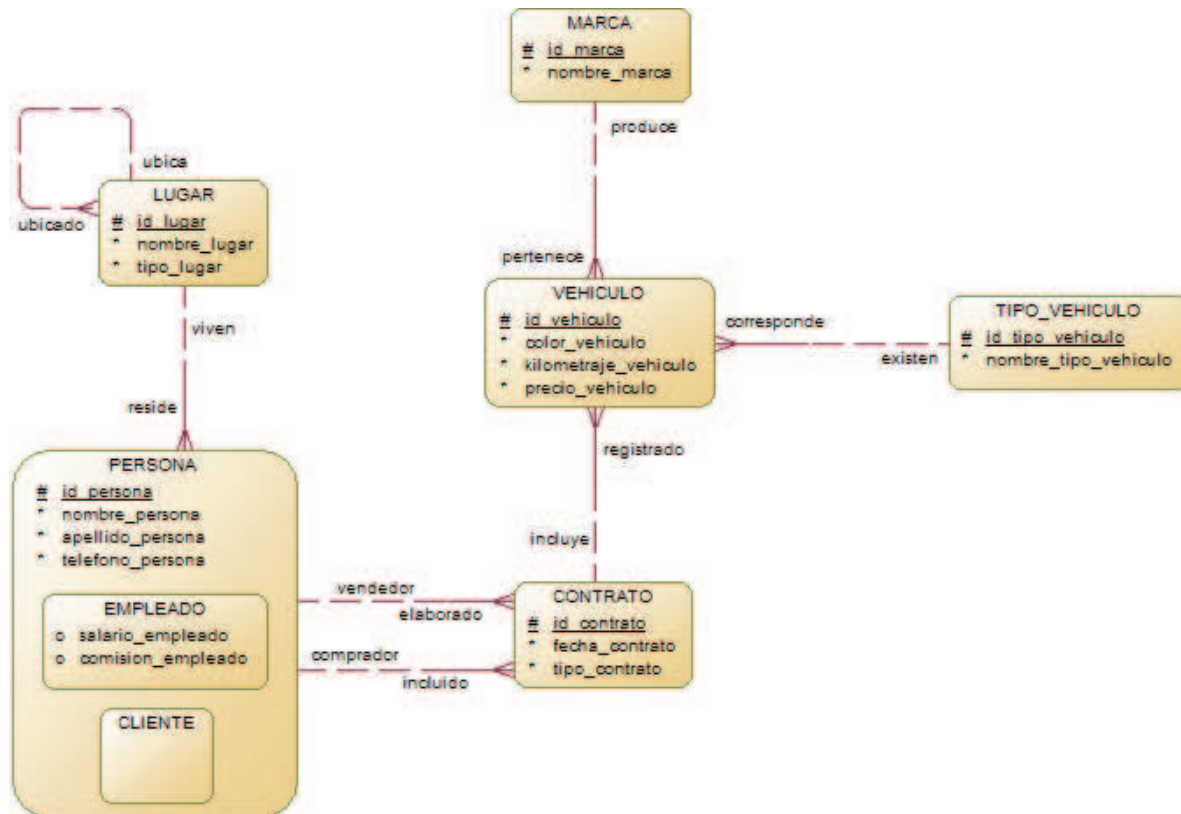 MARCA
# id_marca
* nombre_marca
produce
ubica
LUGAR
ubicado
# id_lugar
* nombre_lugar
* tipo_lugar
viven
reside
pertenece
VEHICULO
# id_vehiculo
* color_vehiculo
* kilometraje_vehiculo
* precio_vehiculo
corresponde
existen
TIPO_VEHICULO
# id_tipo_vehiculo
* nombre_tipo_vehiculo
registrado
incluye
PERSONA
# id_persona
* nombre_persona
* apellido_persona
* telefono_persona
EMPLEADO
o salario_empleado
o comision_empleado
CLIENTE
vendedor
elaborado
comprador
incluido
CONTRATO
# id_contrato
* fecha_contrato
* tipo_contrato